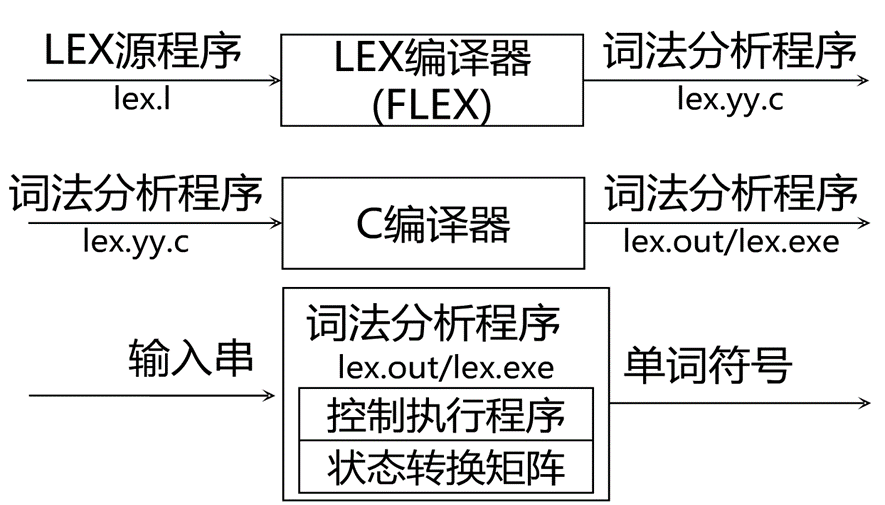 LEX源程序
lex.l
LEX编译器
(FLEX)
词法分析程序
lex.yy.c
词法分析程序
lex.yy.c
C编译器
词法分析程序
lex.out/lex.exe
输入串
词法分析程序
lex.out/lex.exe
控制执行程序
状态转换矩阵
单词符号